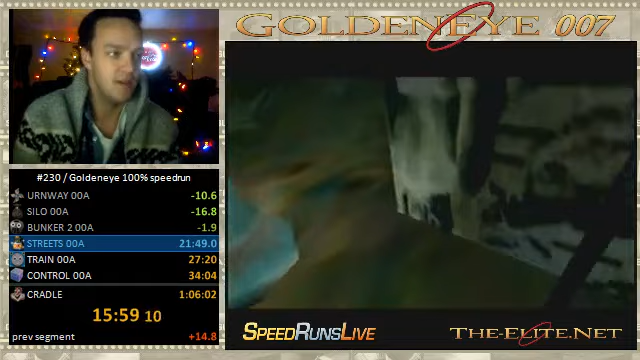 GOLDENEYE 007
#230 / Goldeneye 100% speedrun
URNWAY 00A -10.6
SILO 00A -16.8
BUNKER 2 00A -1.9
STREETS 00A 21:49.0
TRAIN 00A 27:20
CONTROL 00A 34:04
CRADLE 1:06:02
15:59 10
prev segment +14.8
SPEEDRUNSLIVE
THE-ELITE.NET